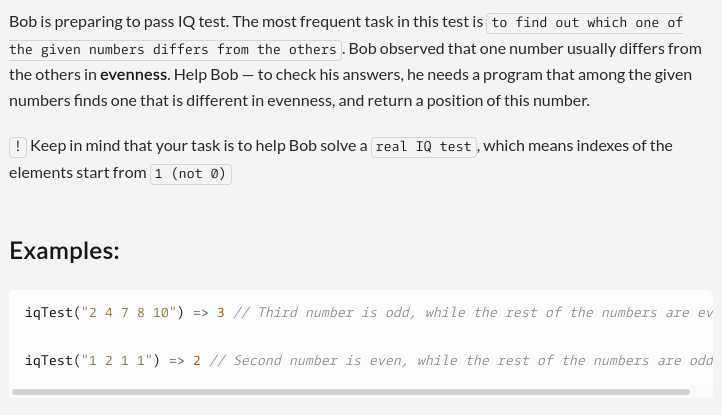 Bob is preparing to pass IQ test. The most frequent task in this test is to find out which one of
the given numbers differs from the others. Bob observed that one number usually differs from
the others in evenness. Help Bob — to check his answers, he needs a program that among the given
numbers finds one that is different in evenness, and return a position of this number.
! Keep in mind that your task is to help Bob solve a real IQ test, which means indexes of the
elements start from 1 (not 0)
Examples:
iqTest("2 4 7 8 10") => 3 // Third number is odd, while the rest of the numbers are ev
iqTest("1 2 1 1") => 2 // Second number is even, while the rest of the numbers are odd